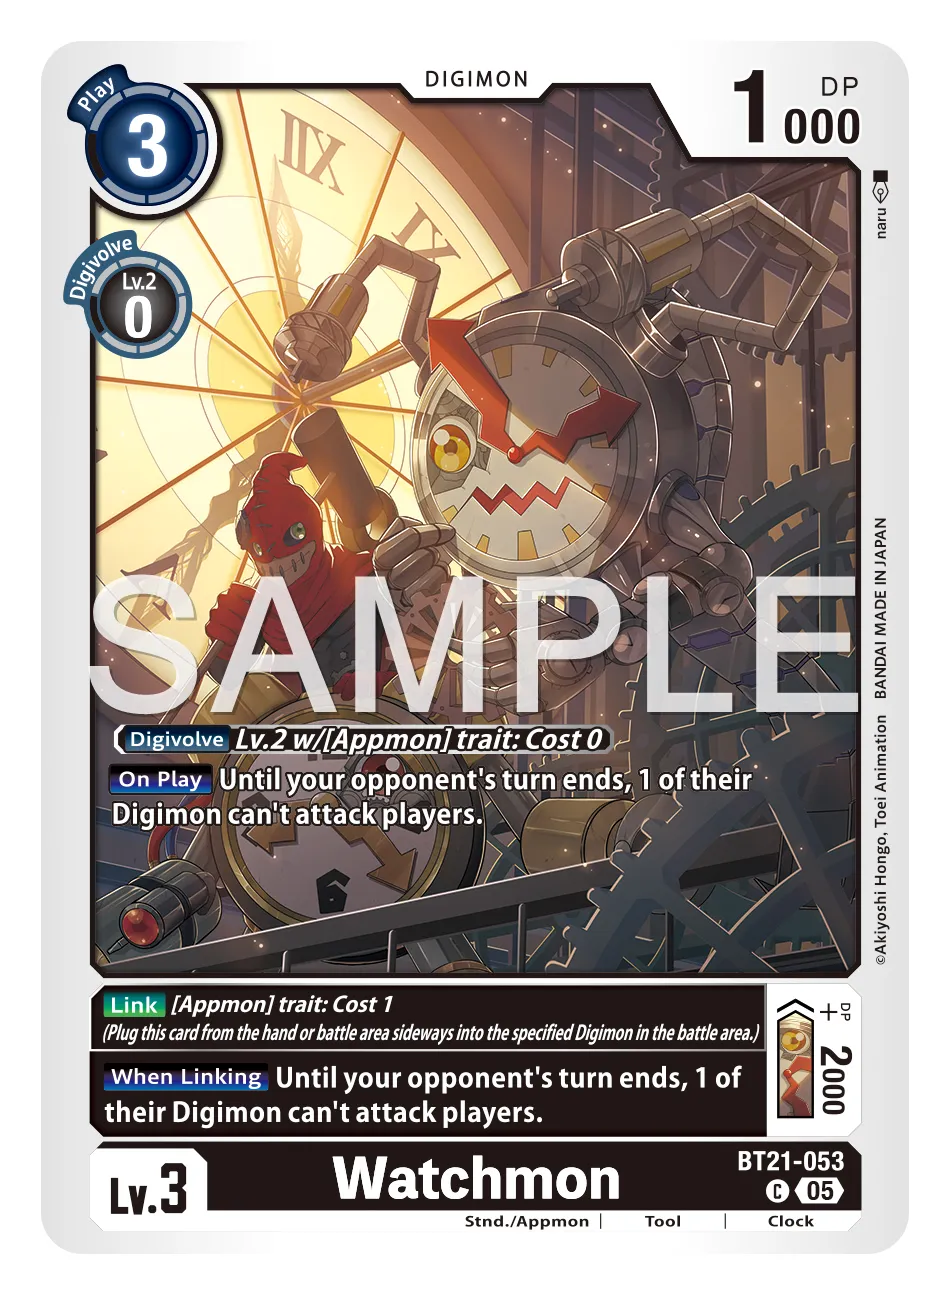 DIGIMON
Play
3
1000
DP
Digivolve
Lv.2
0
XII
IX
naru
SAMPLE
Digivolve Lv.2 w/[Appmon] trait: Cost 0
On Play Until your opponent's turn ends, 1 of their
Digimon can't attack players.
6
©Akiyoshi Hongo, Toei Animation BANDAI MADE IN JAPAN
Link [Appmon] trait: Cost 1
(Plug this card from the hand or battle area sideways into the specified Digimon in the battle area.)
When Linking Until your opponent's turn ends, 1 of
their Digimon can't attack players.
DP
+2000
Lv.3
Watchmon
BT21-053
C 05
Stnd./Appmon | Tool | Clock